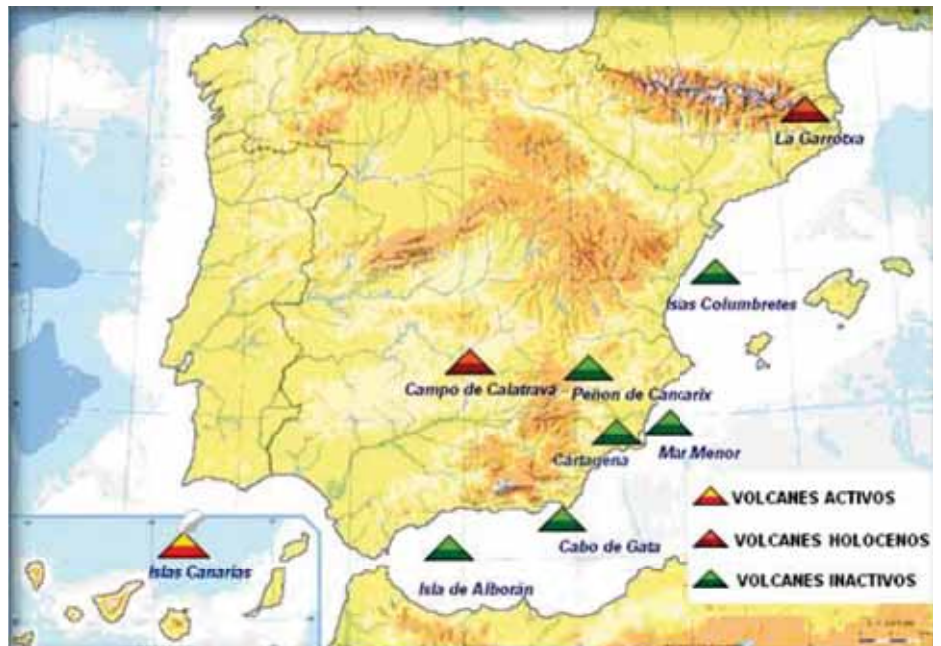 La Garrotxa
Islas Columbretes
Campo de Calatrava
Peñon de Cancarix
Cartagena
Mar Menor
Cabo de Gata
Isla de Alborán
Islas Canarias
VOLCANES ACTIVOS
VOLCANES HOLOCENOS
VOLCANES INACTIVOS